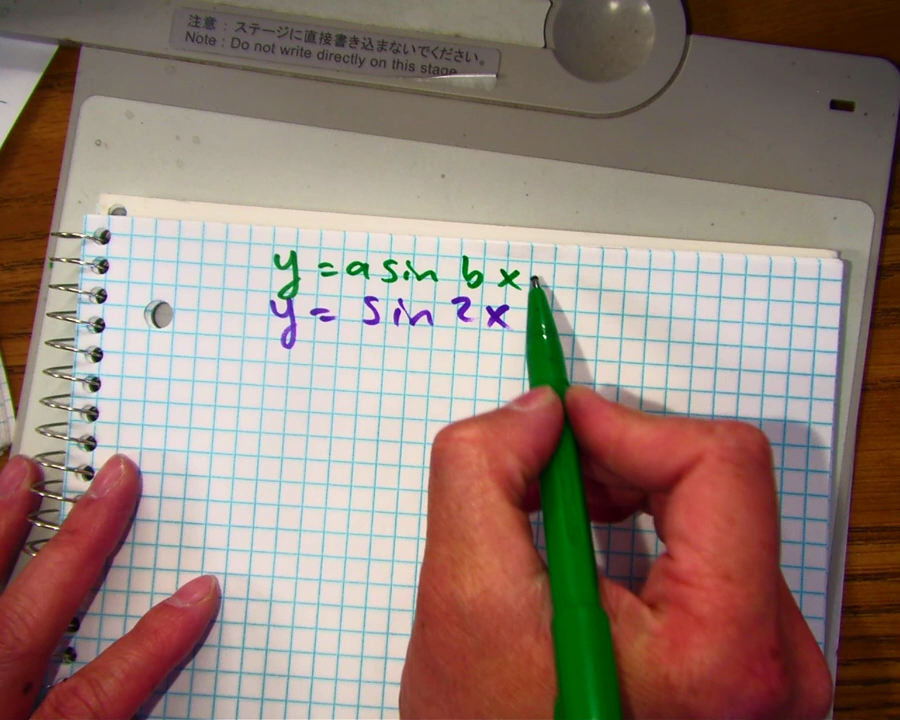 注意：ステージに直接書き込まないでください。
Note : Do not write directly on this stage
y = a sin b x
y = sin 2x